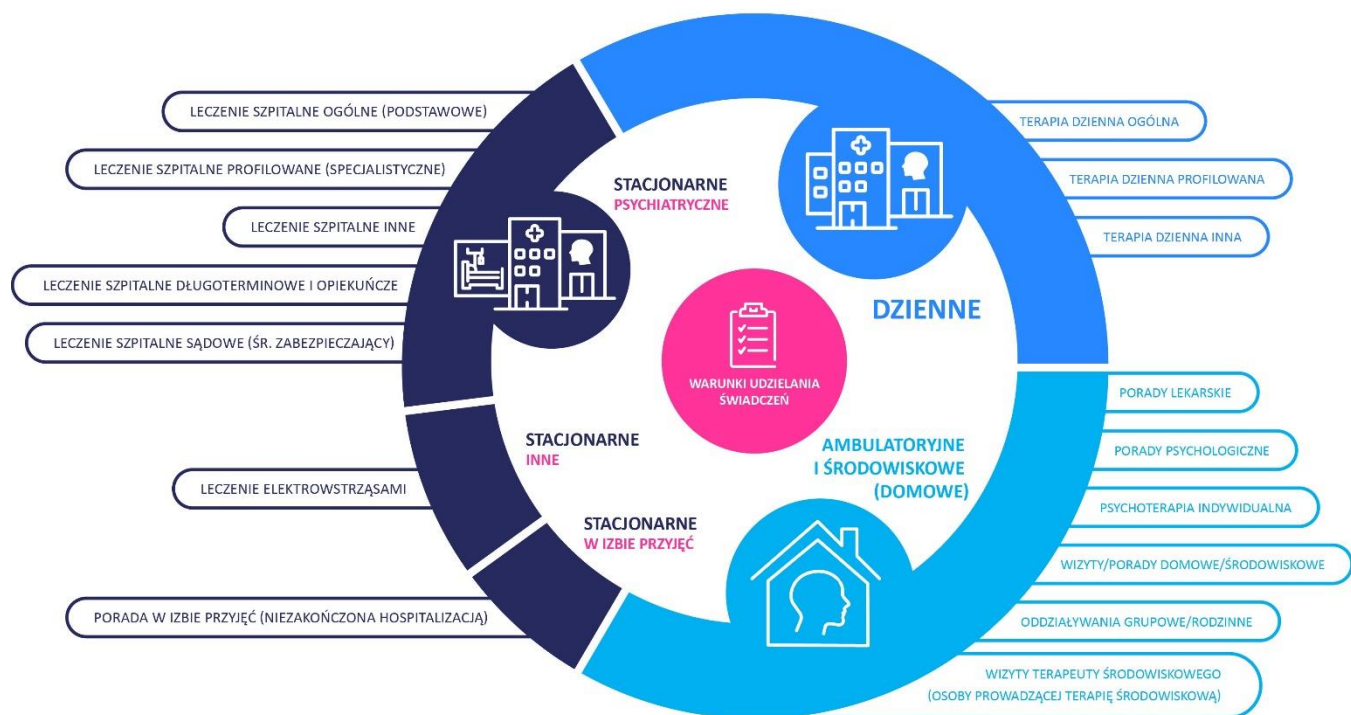 LECZENIE SZPITALNE OGÓLNE (PODSTAWOWE)
LECZENIE SZPITALNE PROFILOWANE (SPECJALISTYCZNE)
LECZENIE SZPITALNE INNE
LECZENIE SZPITALNE DŁUGOTERMINOWE I OPIEKUŃCZE
LECZENIE SZPITALNE SĄDOWE (ŚR. ZABEZPIECZAJĄCY)
LECZENIE ELEKTROWSTRZĄSAMI
PORADA W IZBIE PRZYJĘĆ (NIEZAKOŃCZONA HOSPITALIZACJĄ)
STACJONARNE
PSYCHIATRYCZNE
STACJONARNE
INNE
STACJONARNE
W IZBIE PRZYJĘĆ
WARUNKI UDZIELANIA
ŚWIADCZEŃ
DZIENNE
AMBULATORYJNE
I ŚRODOWISKOWE
(DOMOWE)
TERAPIA DZIENNA OGÓLNA
TERAPIA DZIENNA PROFILOWANA
TERAPIA DZIENNA INNA
PORADY LEKARSKIE
PORADY PSYCHOLOGICZNE
PSYCHOTERAPIA INDYWIDUALNA
WIZYTY/PORADY DOMOWE/ŚRODOWISKOWE
ODDZIAŁYWANIA GRUPOWE/RODZINNE
WIZYTY TERAPEUTY ŚRODOWISKOWEGO
(OSOBY PROWADZĄCEJ TERAPIĘ ŚRODOWISKOWĄ)